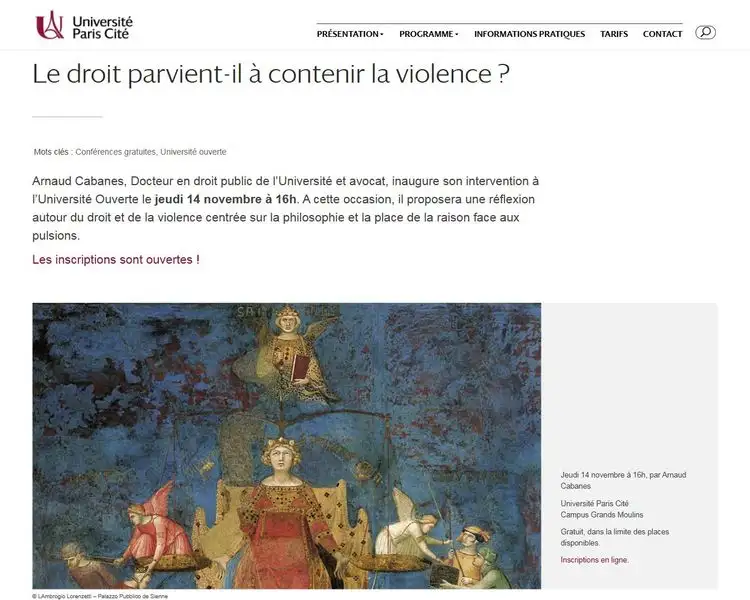 Université
Paris Cité
PRÉSENTATION
PROGRAMME
INFORMATIONS PRATIQUES
TARIFS
CONTACT
Le droit parvient-il à contenir la violence ?
Mots clés : Conférences gratuites, Université ouverte
Arnaud Cabanes, Docteur en droit public de l'Université et avocat, inaugure son intervention à
l'Université Ouverte le jeudi 14 novembre à 16h. A cette occasion, il proposera une réflexion
autour du droit et de la violence centrée sur la philosophie et la place de la raison face aux
pulsions.
Les inscriptions sont ouvertes !
Jeudi 14 novembre à 16h, par Arnaud
Cabanes
Université Paris Cité
Campus Grands Moulins
Gratuit, dans la limite des places
disponibles.
Inscriptions en ligne.
© LAmbrogio Lorenzetti – Palazzo Pubblico de Sienne